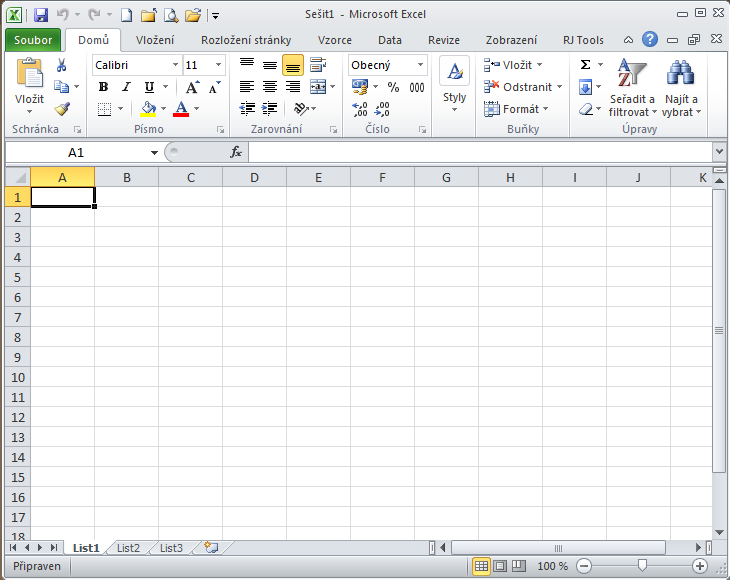 Sešit1 - Microsoft Excel
Soubor Domů Vložení Rozložení stránky Vzorce Data Revize Zobrazení RJ Tools
Vložit
Schránka
Calibri 11
B I U A A
A
Písmo
Zarovnání
Obecný
% 000
Číslo
Styly
Vložit
Odstranit
Formát
Buňky
Σ
Seřadit a filtrovat
Najít a vybrat
Úpravy
A1 fx
A B C D E F G H I J K
1
2
3
4
5
6
7
8
9
10
11
12
13
14
15
16
17
18
List1 List2 List3
Připraven 100 %